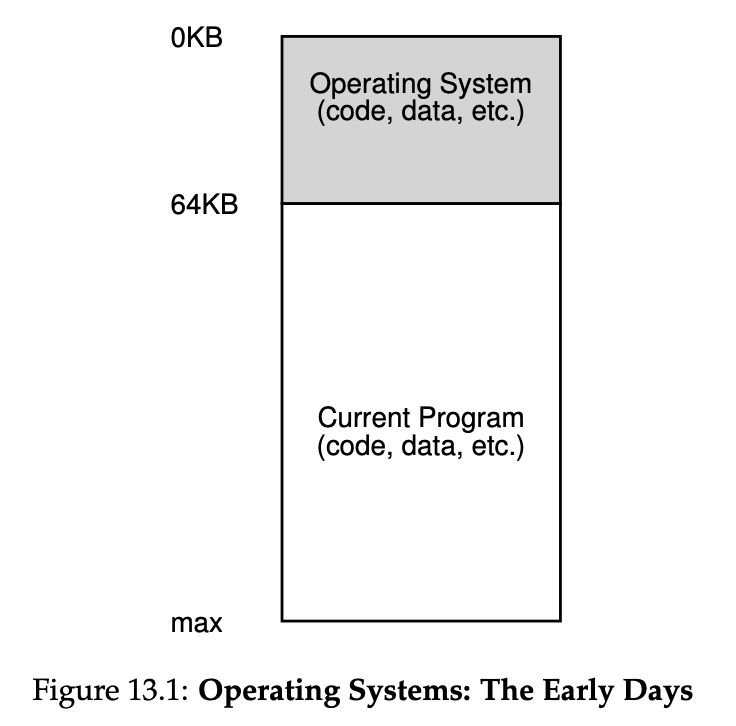 0KB
Operating System
(code, data, etc.)
64KB
Current Program
(code, data, etc.)
max
Figure 13.1: Operating Systems: The Early Days